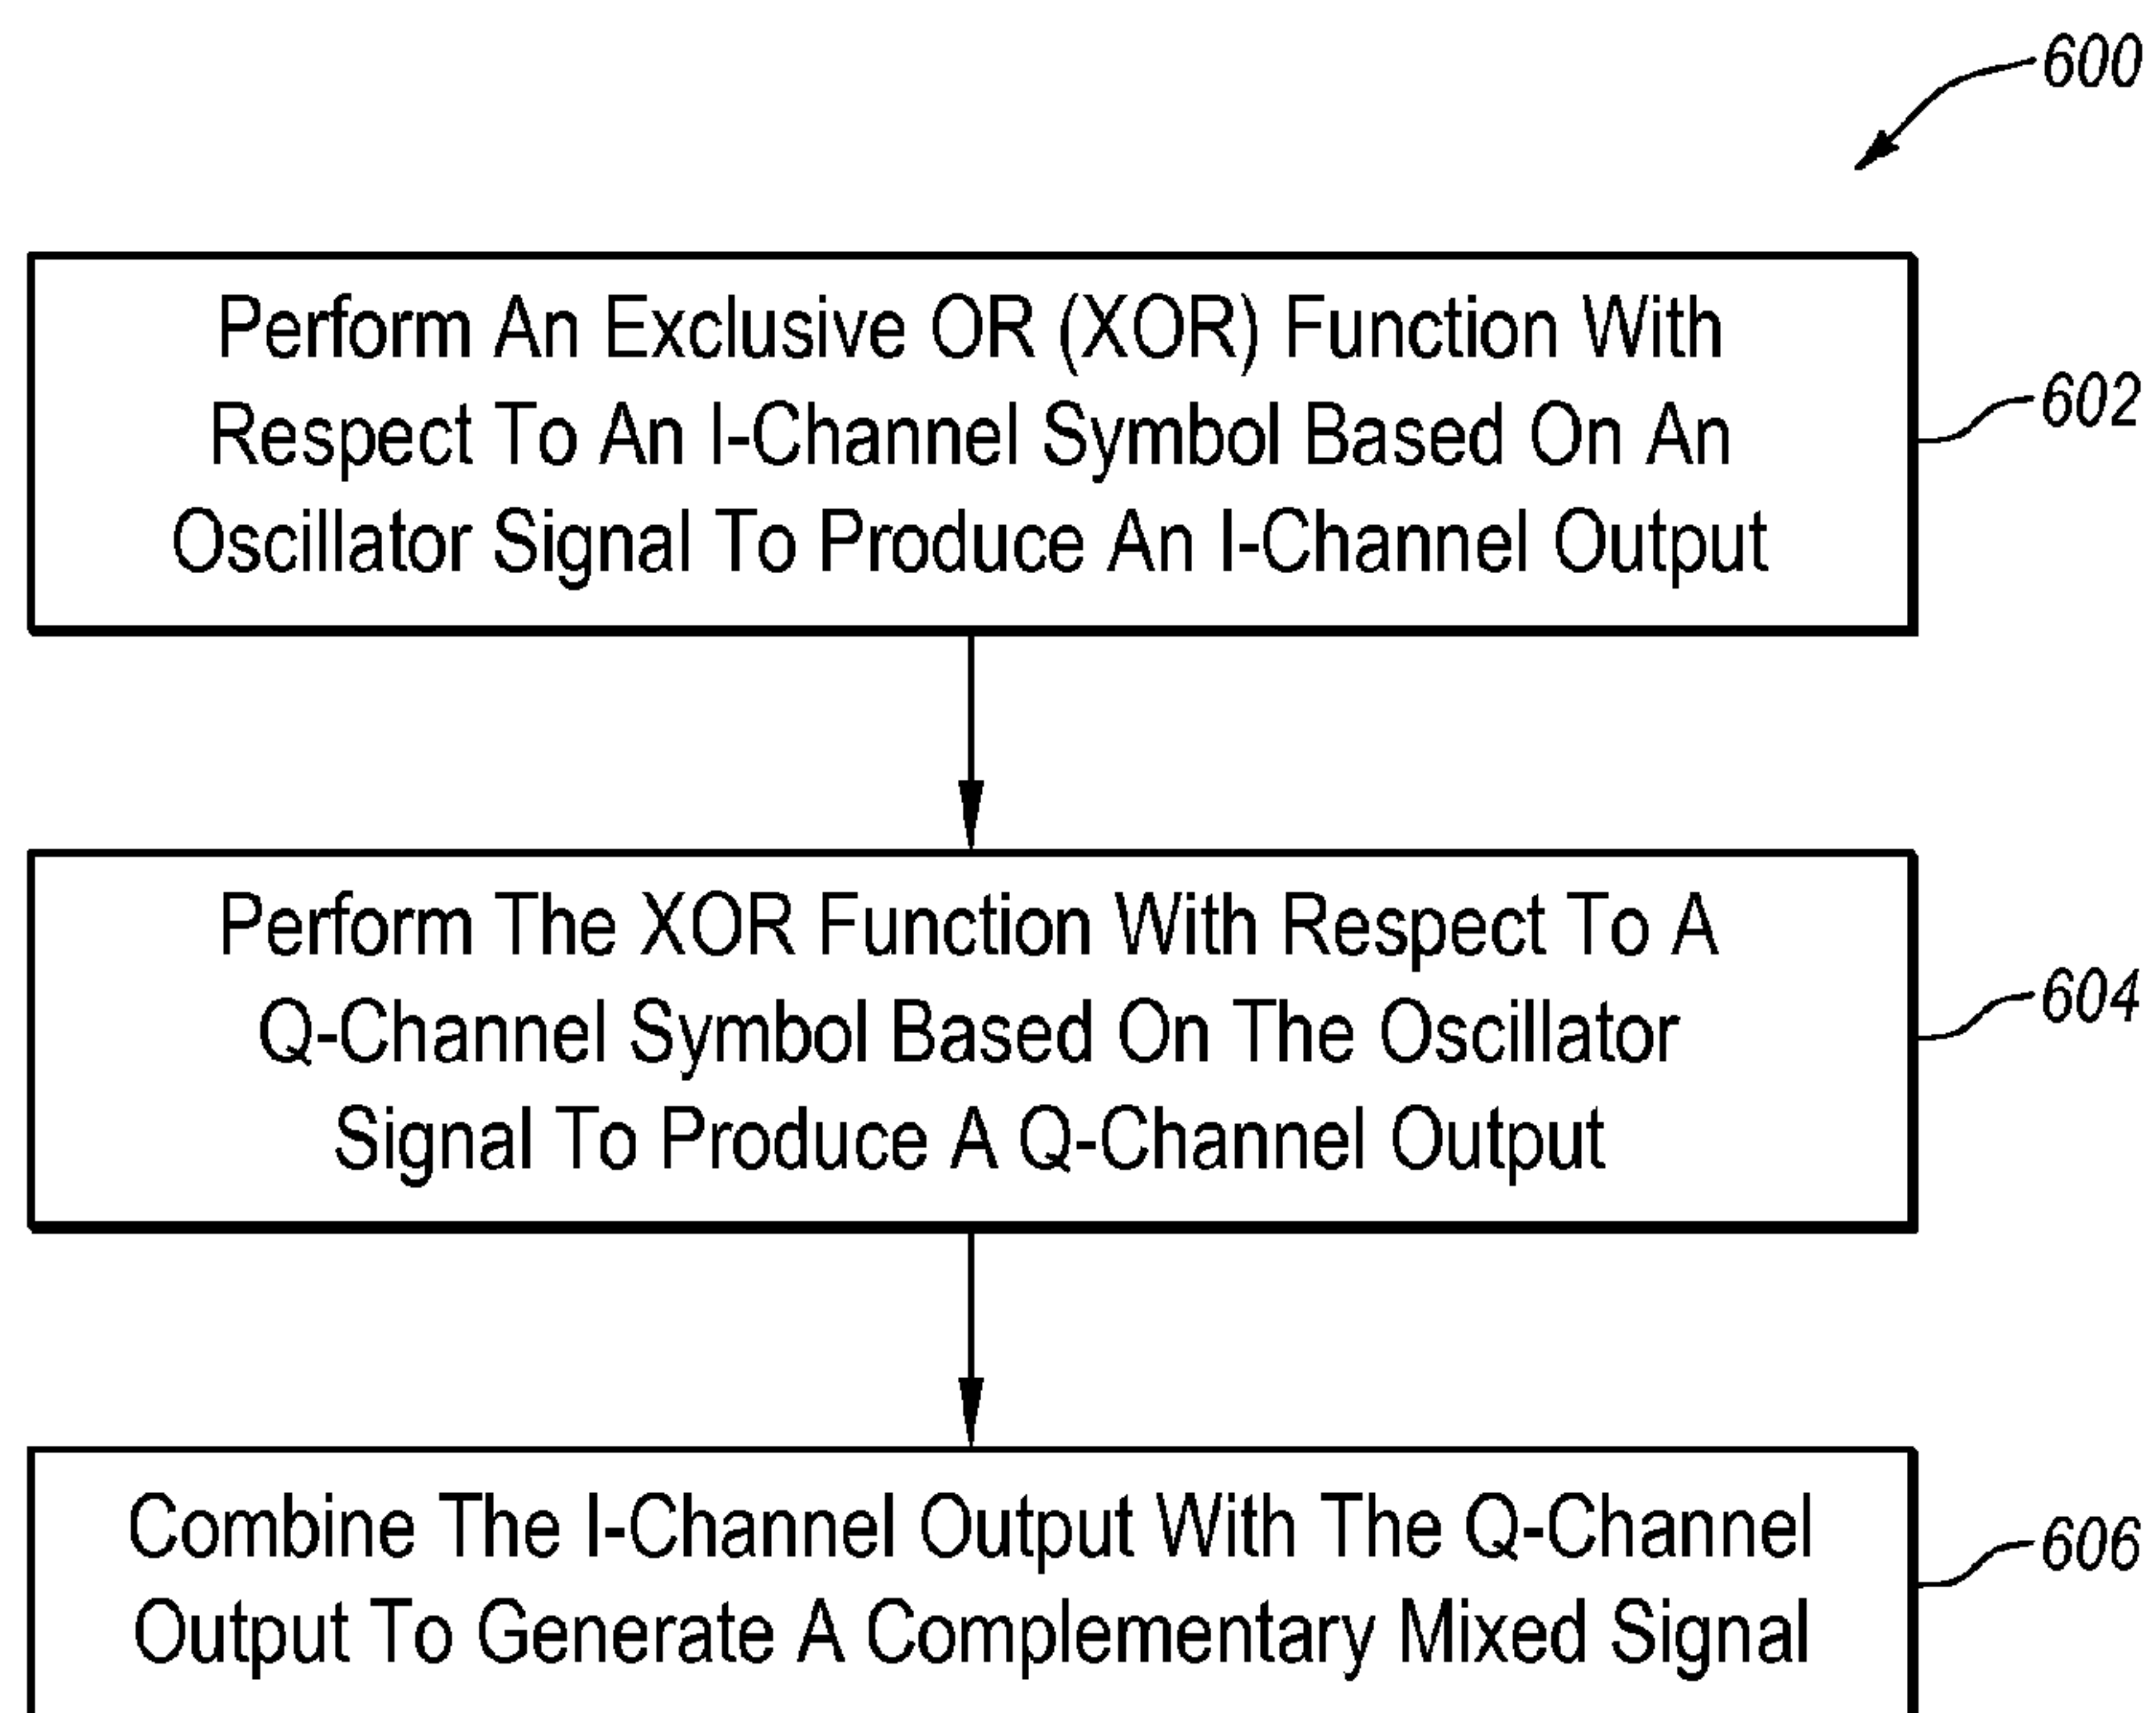 600
Perform An Exclusive OR (XOR) Function With
Respect To An I-Channel Symbol Based On An
Oscillator Signal To Produce An I-Channel Output
602
Perform The XOR Function With Respect To A
Q-Channel Symbol Based On The Oscillator
Signal To Produce A Q-Channel Output
604
Combine The I-Channel Output With The Q-Channel
Output To Generate A Complementary Mixed Signal
606